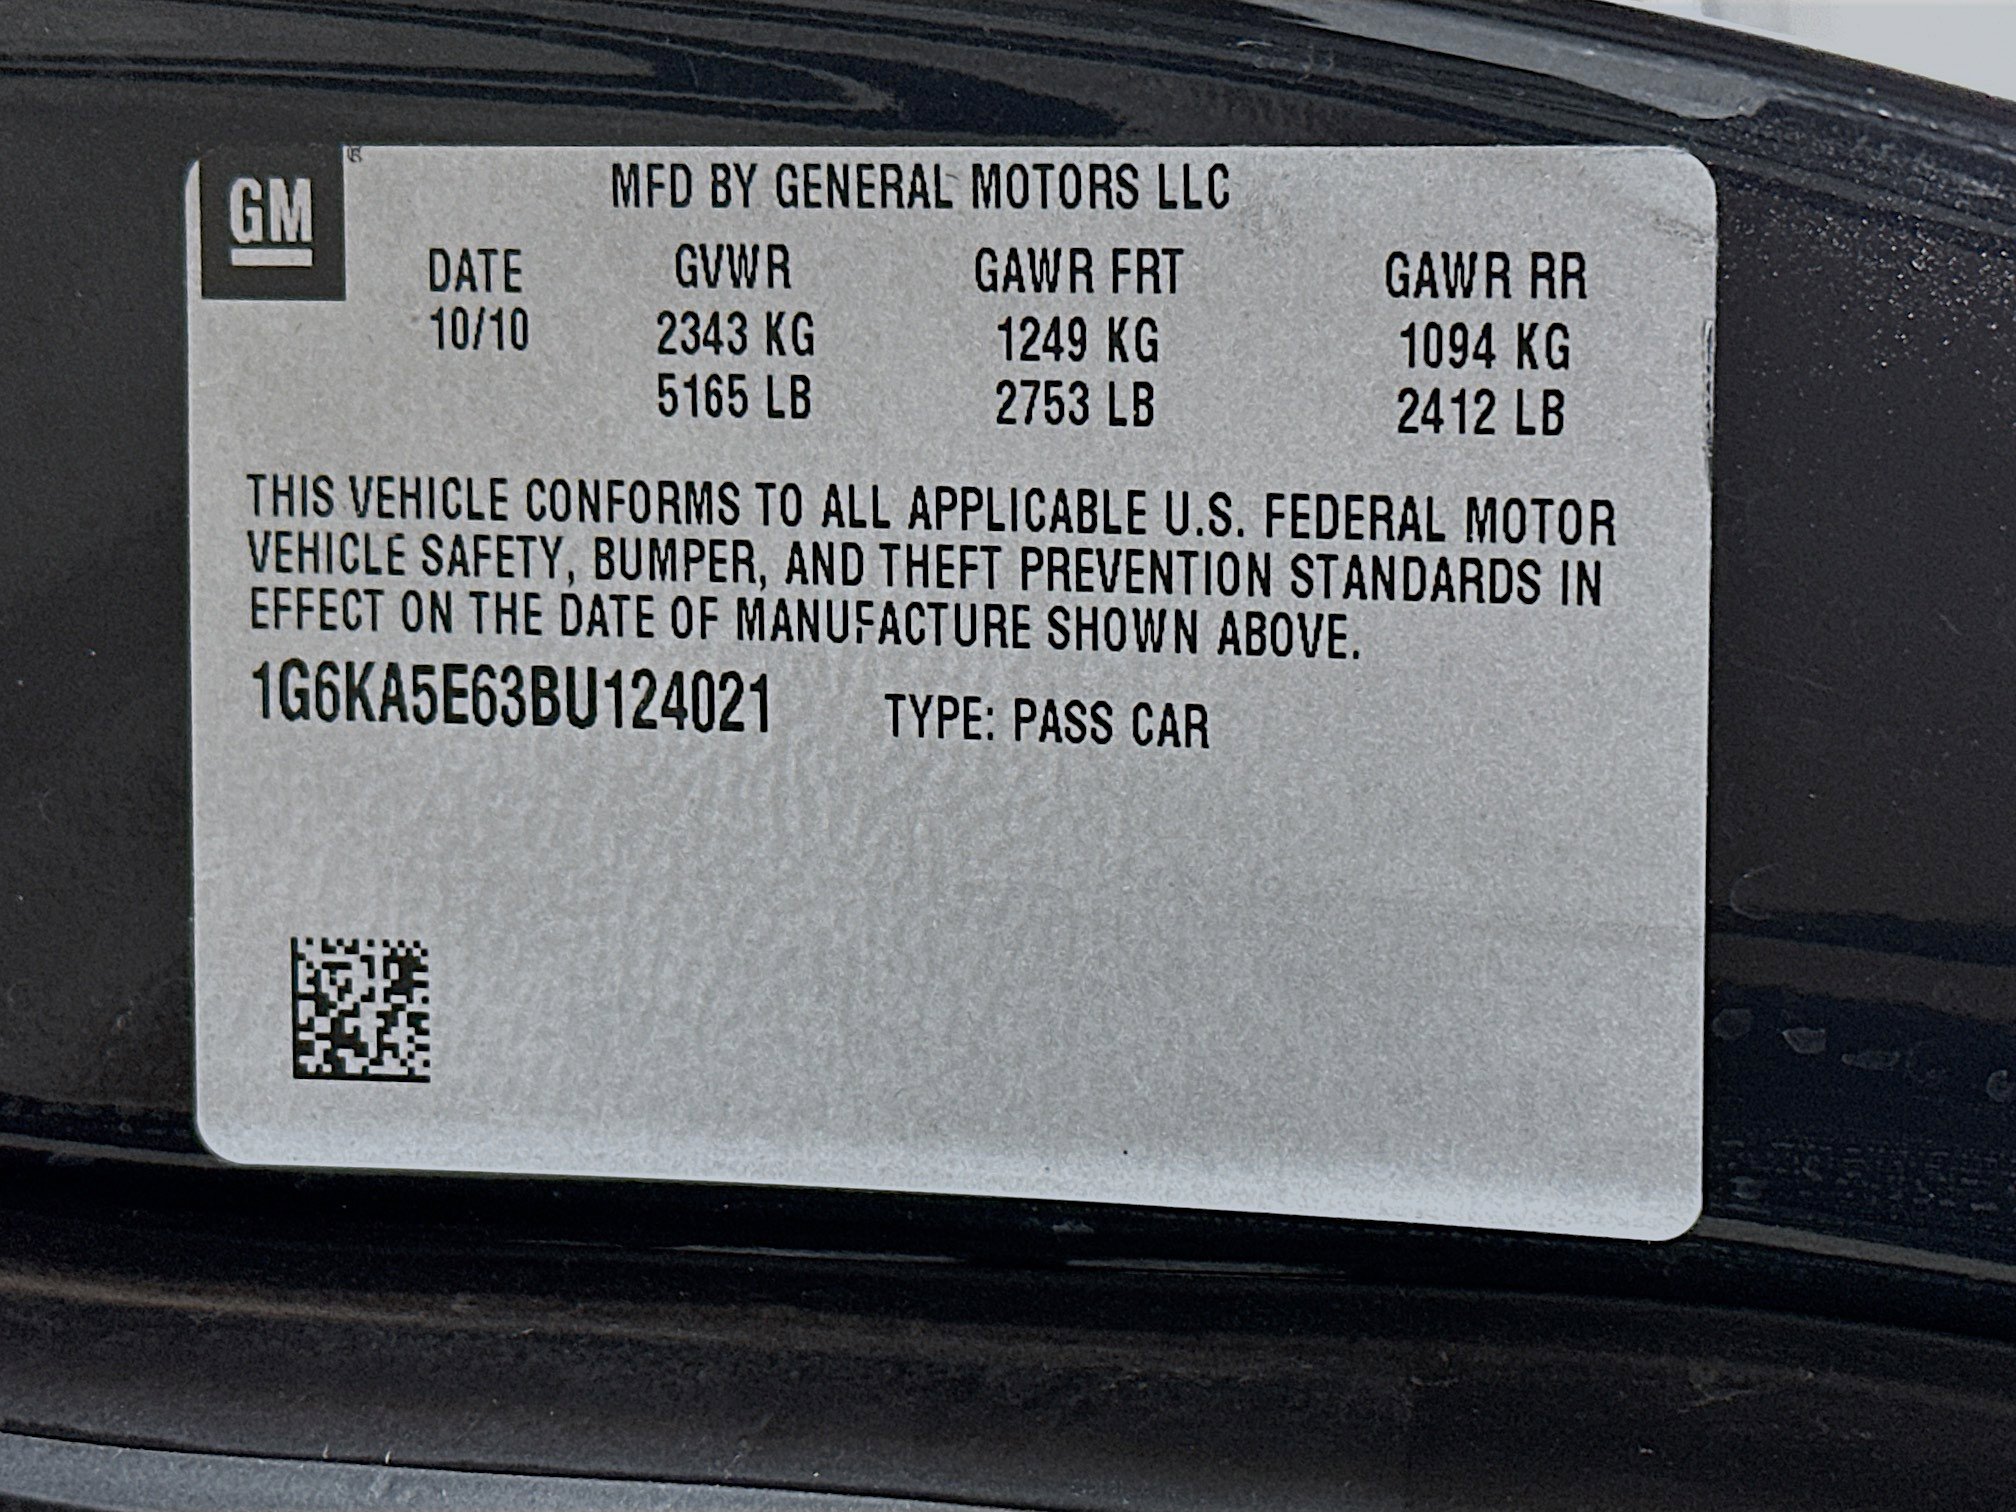 GM
MFD BY GENERAL MOTORS LLC
DATE GVWR GAWR FRT GAWR RR
10/10 2343 KG 1249 KG 1094 KG
5165 LB 2753 LB 2412 LB
THIS VEHICLE CONFORMS TO ALL APPLICABLE U.S. FEDERAL MOTOR
VEHICLE SAFETY, BUMPER, AND THEFT PREVENTION STANDARDS IN
EFFECT ON THE DATE OF MANUFACTURE SHOWN ABOVE.
1G6KA5E63BU124021 TYPE: PASS CAR